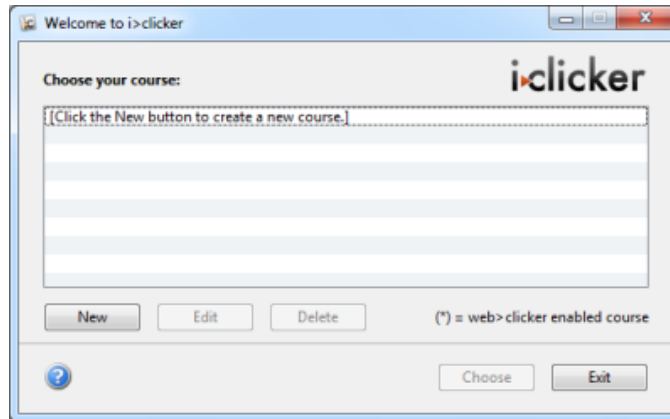 Welcome to i>clicker
Choose your course:
i>clicker
[Click the New button to create a new course.]
New
Edit
Delete
(*) = web>clicker enabled course
?
Choose
Exit